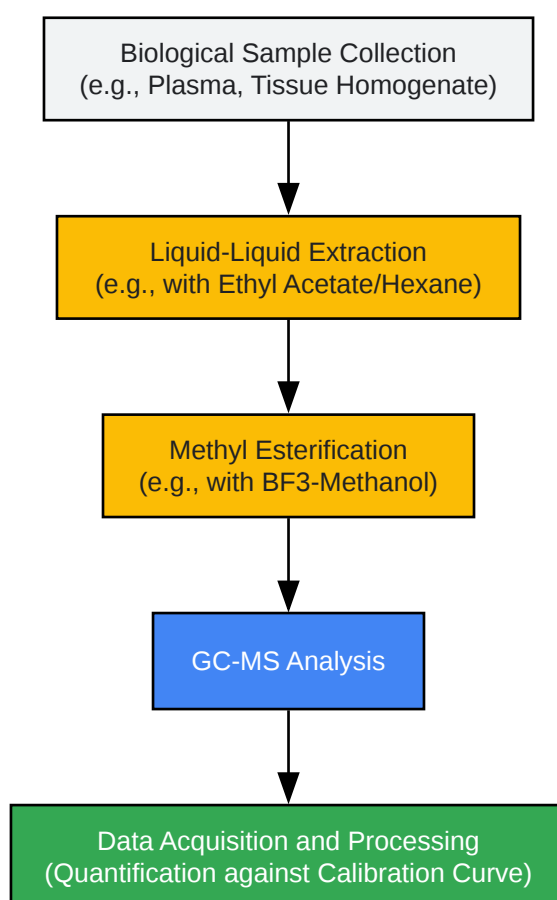 Biological Sample Collection
(e.g., Plasma, Tissue Homogenate)
Liquid-Liquid Extraction
(e.g., with Ethyl Acetate/Hexane)
Methyl Esterification
(e.g., with BF3-Methanol)
GC-MS Analysis
Data Acquisition and Processing
(Quantification against Calibration Curve)